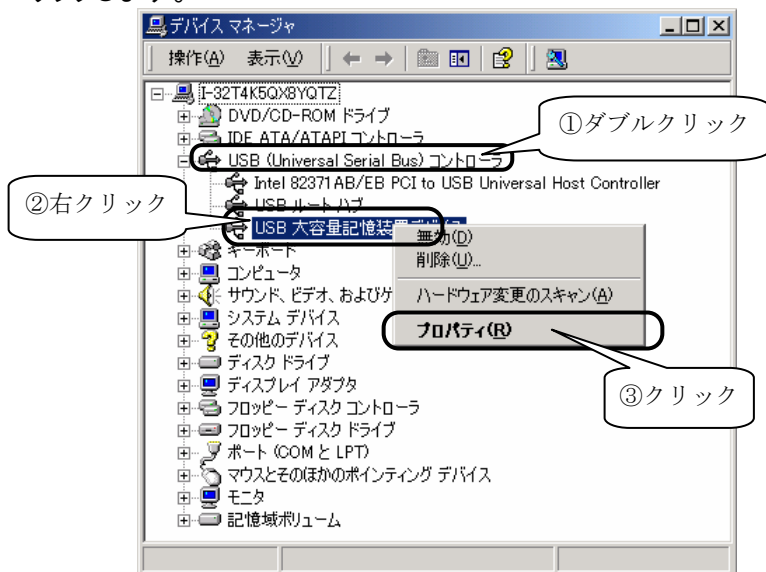 デバイス マネージャ
操作(A) 表示(V)
I-32T4K5QX8YQTZ
DVD/CD-ROM ドライブ
①ダブルクリック
IDE ATA/ATAPI コントローラ
USB (Universal Serial Bus) コントローラ
Intel 82371AB/EB PCI to USB Universal Host Controller
②右クリック
USB ルート ハブ
USB 大容量記憶装置デバイス
無効(D)
キーボード
削除(U)...
コンピュータ
サウンド、ビデオ、およびゲ
ハードウェア変更のスキャン(A)
システム デバイス
プロパティ(R)
その他のデバイス
ディスク ドライブ
ディスプレイ アダプタ
③クリック
フロッピー ディスク コントローラ
フロッピー ディスク ドライブ
ポート (COM と LPT)
マウスとそのほかのポインティング デバイス
モニタ
記憶域ボリューム